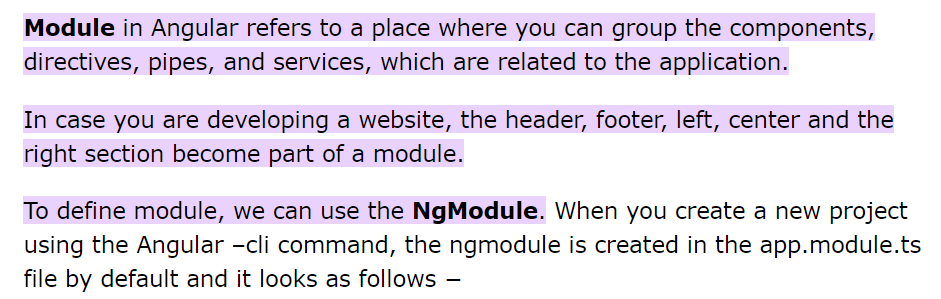 Module in Angular refers to a place where you can group the components,
directives, pipes, and services, which are related to the application.
In case you are developing a website, the header, footer, left, center and the
right section become part of a module.
To define module, we can use the NgModule. When you create a new project
using the Angular –cli command, the ngmodule is created in the app.module.ts
file by default and it looks as follows −